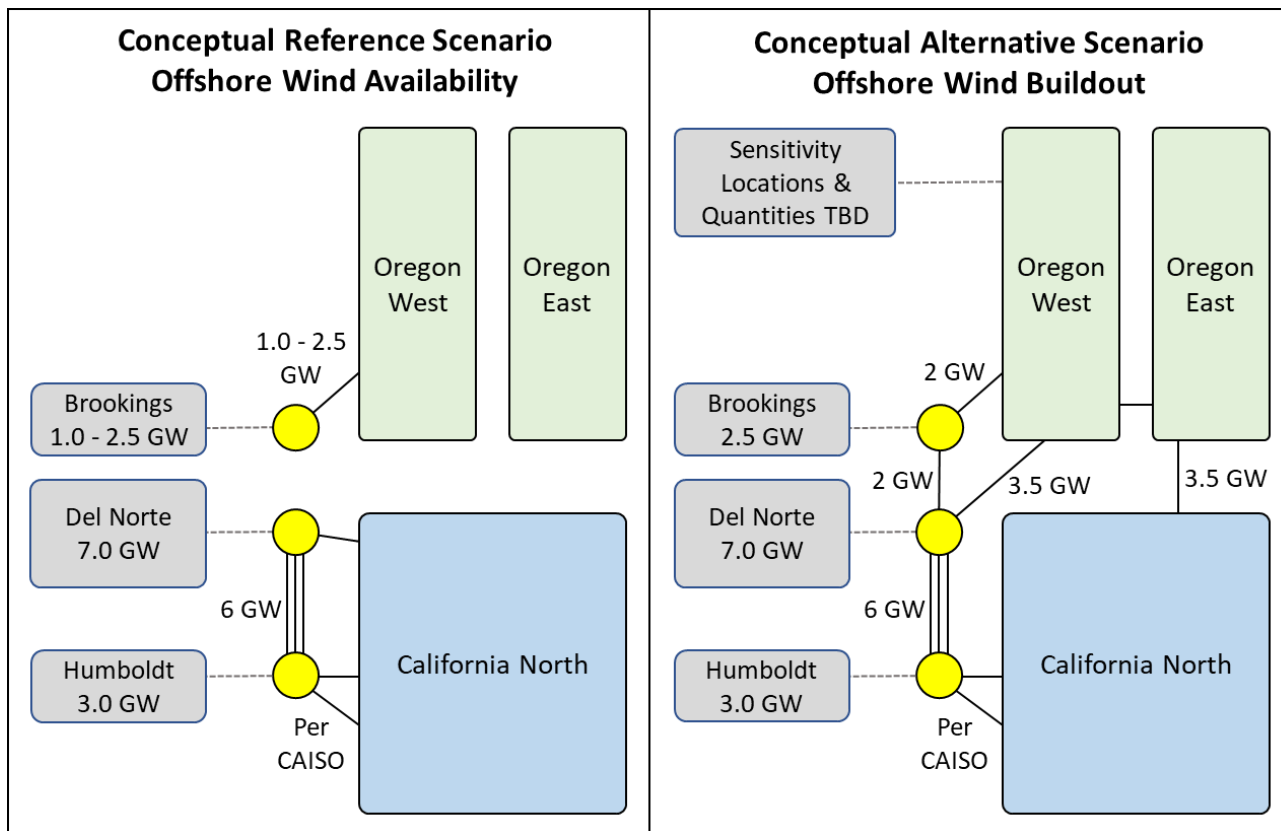 Conceptual Reference Scenario
Offshore Wind Availability
Oregon
West
Oregon
East
1.0 - 2.5
GW
Brookings
1.0 - 2.5 GW
Del Norte
7.0 GW
6 GW
Humboldt
3.0 GW
Per
CAISO
California North
Conceptual Alternative Scenario
Offshore Wind Buildout
Sensitivity
Locations &
Quantities TBD
Oregon
West
Oregon
East
2 GW
Brookings
2.5 GW
2 GW
3.5 GW
3.5 GW
Del Norte
7.0 GW
6 GW
Humboldt
3.0 GW
Per
CAISO
California North